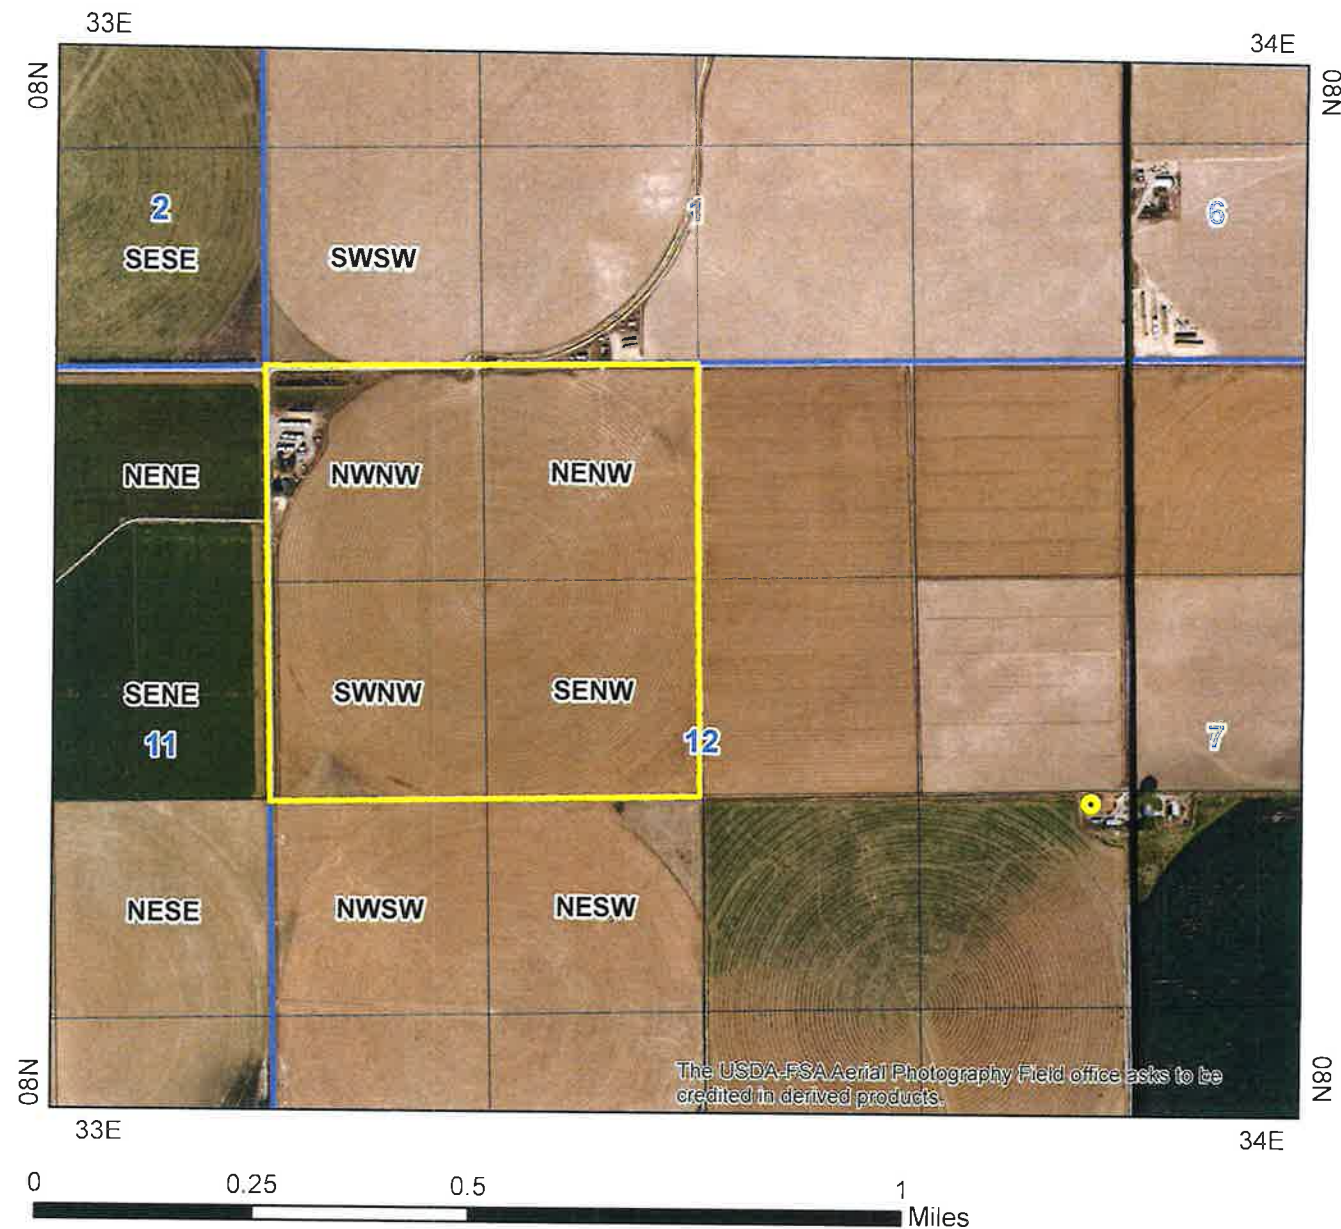 33E
34E
08N
08N
2
1
6
SESE
SWSW
NENE
NWNW
NENW
SENE
SWNW
SENW
11
12
7
NESE
NWSW
NESW
The USDA-FSA Aerial Photography Field office asks to be
credited in derived products.
08N
08N
33E
34E
0
0.25
0.5
1
Miles